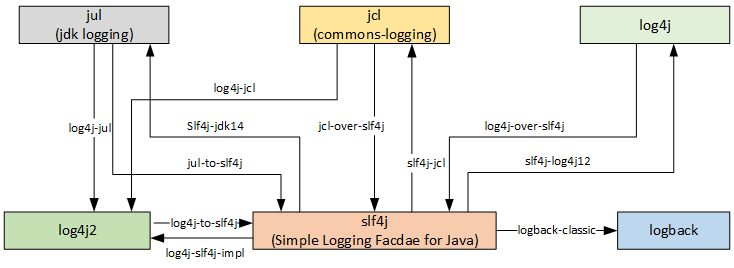 jul
(jdk logging)
jcl
(commons-logging)
log4j
log4j-jcl
log4j-jul
Slf4j-jdk14
jcl-over-slf4j
log4j-over-slf4j
jul-to-slf4j
slf4j-jcl
slf4j-log4j12
log4j2
log4j-to-slf4j
slf4j
(Simple Logging Facdae for Java)
logback-classic
logback
log4j-slf4j-impl